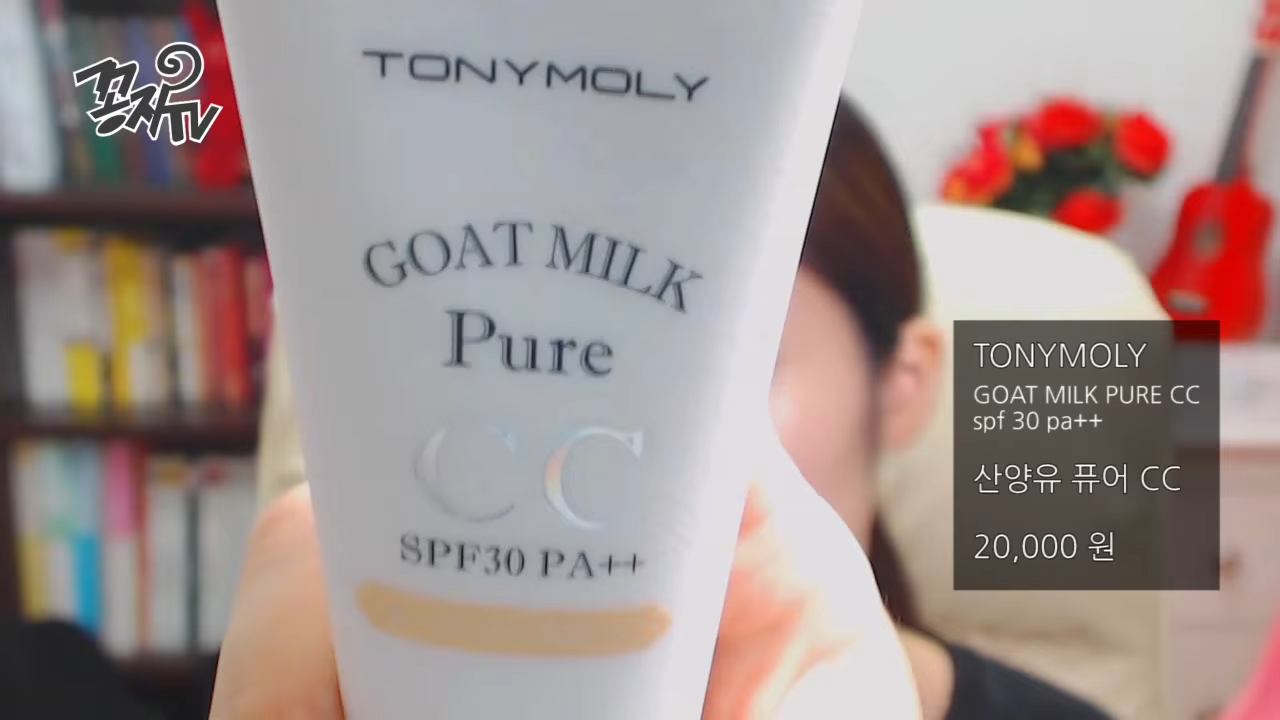 꽁자TV
TONYMOLY
GOAT MILK
Pure
CC
SPF30 PA++
TONYMOLY
GOAT MILK PURE CC
spf 30 pa++
산양유 퓨어 CC
20,000 원